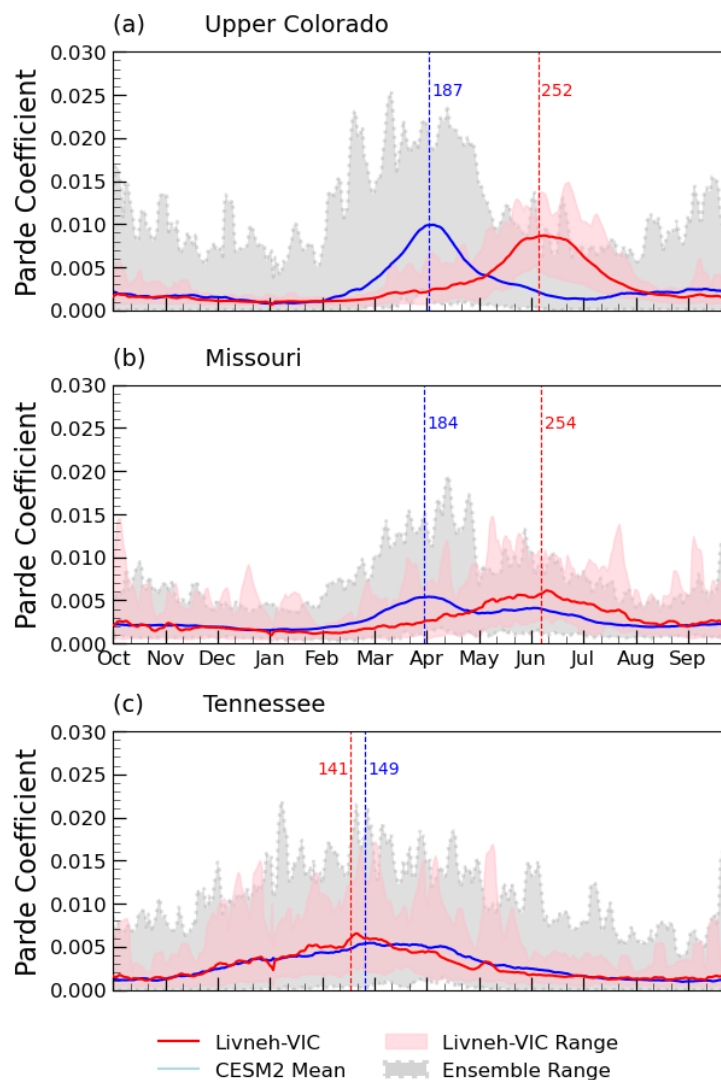 (a) Upper Colorado
0.030
0.025
0.020
0.015
0.010
0.005
0.000
Parde Coefficient
187
252
(b) Missouri
0.030
0.025
0.020
0.015
0.010
0.005
0.000
Parde Coefficient
184
254
Oct Nov Dec Jan Feb Mar Apr May Jun Jul Aug Sep
(c) Tennessee
0.030
0.025
0.020
0.015
0.010
0.005
0.000
Parde Coefficient
141
149
Livneh-VIC
CESM2 Mean
Livneh-VIC Range
Ensemble Range